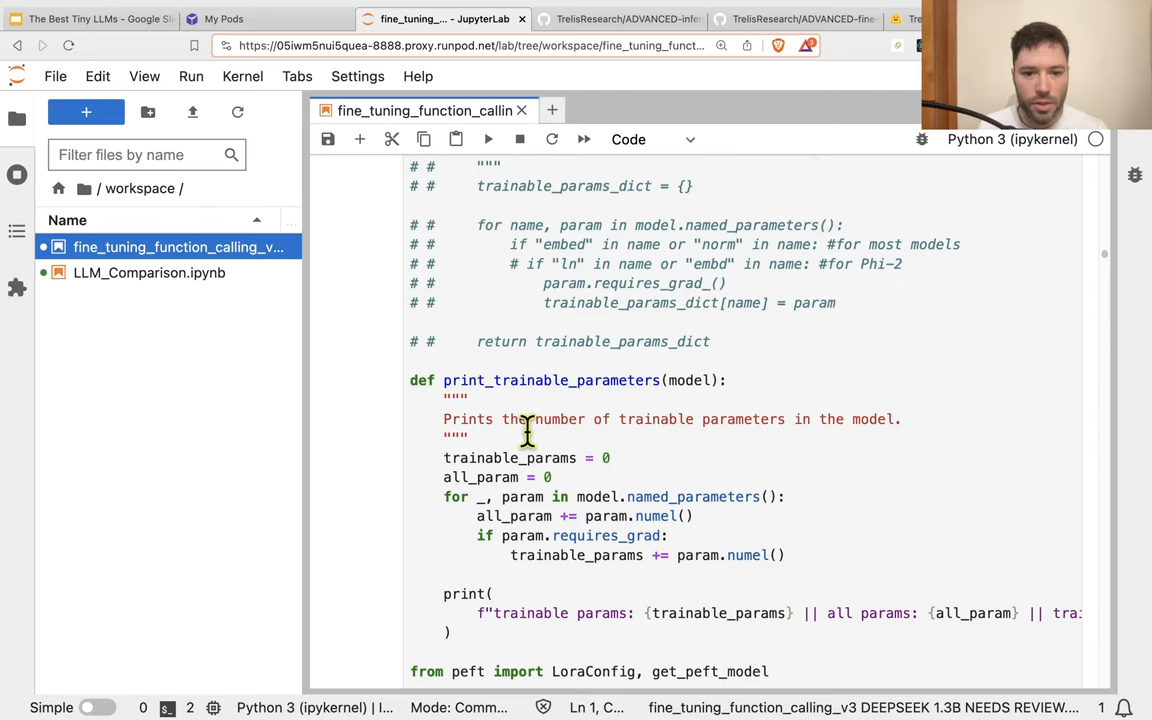 The Best Tiny LLMs - Google Sli
My Pods
fine_tuning_... - JupyterLab
TrelisResearch/ADVANCED-infer
TrelisResearch/ADVANCED-fine-
https://05iwm5nui5quea-8888.proxy.runpod.net/lab/tree/workspace/fine_tuning_funct...
File Edit View Run Kernel Tabs Settings Help
fine_tuning_function_callin
Filter files by name
Code
Python 3 (ipykernel)
/ workspace /
Name
fine_tuning_function_calling_v...
LLM_Comparison.ipynb
# # """
# # trainable_params_dict = {}
# # for name, param in model.named_parameters():
# # if "embed" in name or "norm" in name: #for most models
# # # if "ln" in name or "embd" in name: #for Phi-2
# # param.requires_grad_()
# # trainable_params_dict[name] = param
# # return trainable_params_dict
def print_trainable_parameters(model):
"""
Prints the number of trainable parameters in the model.
"""
trainable_params = 0
all_param = 0
for _, param in model.named_parameters():
all_param += param.numel()
if param.requires_grad:
trainable_params += param.numel()
print(
f"trainable params: {trainable_params} || all params: {all_param} || trai
)
from peft import LoraConfig, get_peft_model
Simple 0 2 Python 3 (ipykernel) | I... Mode: Comm... Ln 1, C... fine_tuning_function_calling_v3 DEEPSEEK 1.3B NEEDS REVIEW.... 1